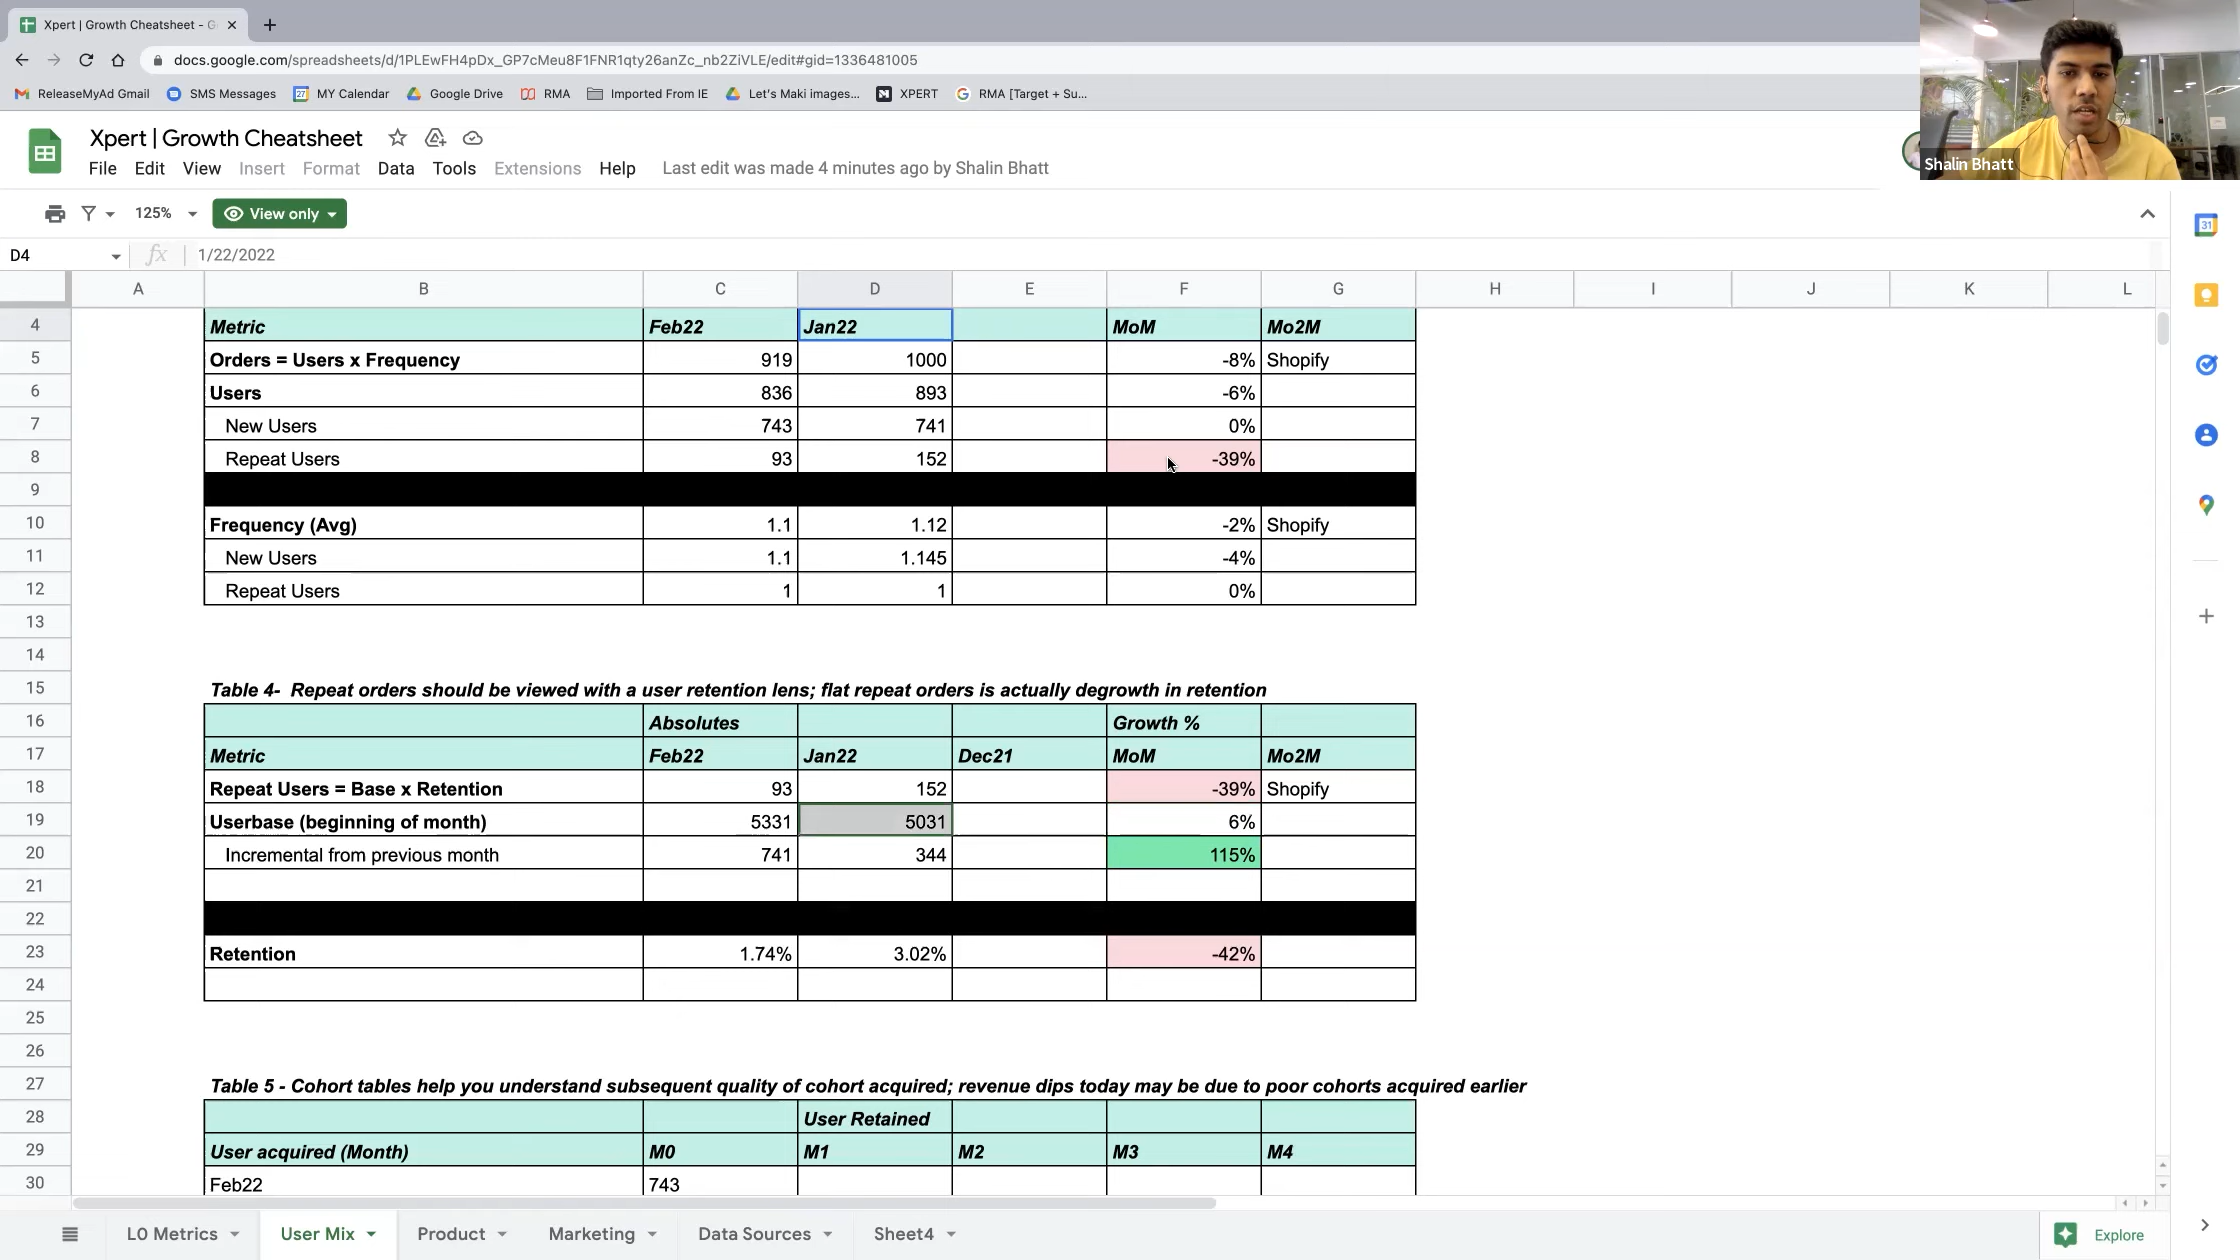 Xpert | Growth Cheatsheet - G
docs.google.com/spreadsheets/d/1PLEwFH4pDx_GP7cMeu8F1FNR1qty26anZc_nb2ZiVLE/edit#gid=1336481005
ReleaseMyAd Gmail SMS Messages MY Calendar Google Drive RMA Imported From IE Let's Maki images... XPERT RMA [Target + Su...
Xpert | Growth Cheatsheet
File Edit View Insert Format Data Tools Extensions Help Last edit was made 4 minutes ago by Shalin Bhatt
Shalin Bhatt
125% View only
31
D4 fx 1/22/2022
A B C D E F G H I J K L
4 Metric Feb22 Jan22 MoM Mo2M
5 Orders = Users x Frequency 919 1000 -8% Shopify
6 Users 836 893 -6%
7 New Users 743 741 0%
8 Repeat Users 93 152 -39%
9
10 Frequency (Avg) 1.1 1.12 -2% Shopify
11 New Users 1.1 1.145 -4%
12 Repeat Users 1 1 0%
13
14
15 Table 4- Repeat orders should be viewed with a user retention lens; flat repeat orders is actually degrowth in retention
16 Absolutes Growth %
17 Metric Feb22 Jan22 Dec21 MoM Mo2M
18 Repeat Users = Base x Retention 93 152 -39% Shopify
19 Userbase (beginning of month) 5331 5031 6%
20 Incremental from previous month 741 344 115%
21
22
23 Retention 1.74% 3.02% -42%
24
25
26
27 Table 5 - Cohort tables help you understand subsequent quality of cohort acquired; revenue dips today may be due to poor cohorts acquired earlier
28 User Retained
29 User acquired (Month) M0 M1 M2 M3 M4
30 Feb22 743
L0 Metrics User Mix Product Marketing Data Sources Sheet4 Explore